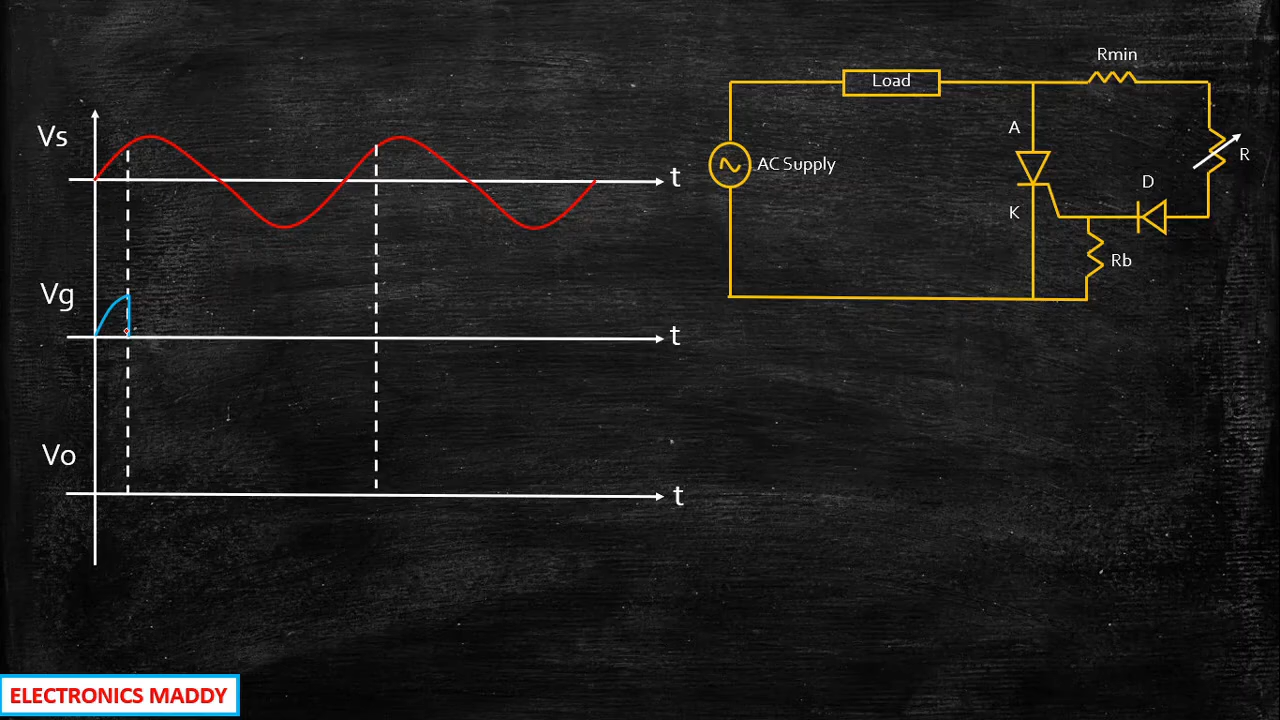 Vs
t
Vg
t
Vo
t
Load
Rmin
A
AC Supply
R
D
K
Rb
ELECTRONICS MADDY